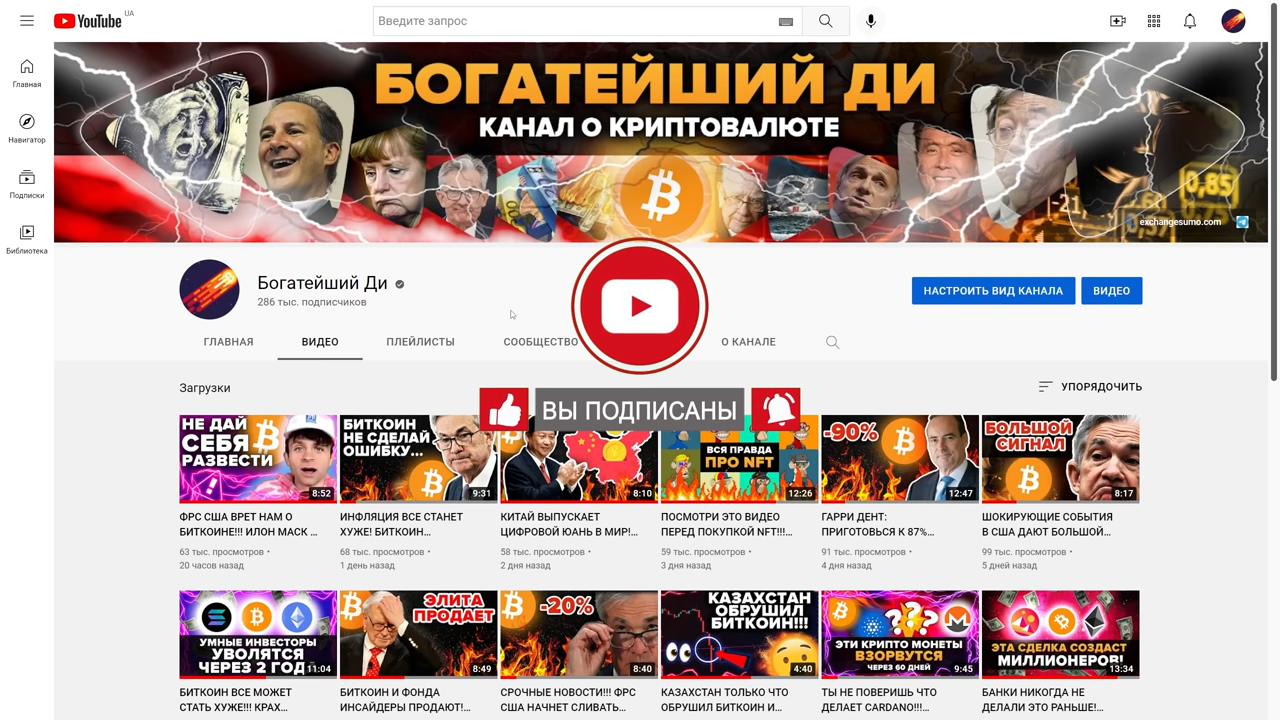 YouTube UA
Введите запрос
Главная
Навигатор
Подписки
Библиотека
БОГАТЕЙШИЙ ДИ
КАНАЛ О КРИПТОВАЛЮТЕ
0,85
exchangesumo.com
Богатейший Ди
286 тыс. подписчиков
НАСТРОИТЬ ВИД КАНАЛА
ВИДЕО
ГЛАВНАЯ
ВИДЕО
ПЛЕЙЛИСТЫ
СООБЩЕСТВО
О КАНАЛЕ
Загрузки
УПОРЯДОЧИТЬ
ВЫ ПОДПИСАНЫ
НЕ ДАЙ
СЕБЯ
РАЗВЕСТИ
8:52
ФРС США ВРЕТ НАМ О
БИТКОИНЕ!!! ИЛОН МАСК ...
63 тыс. просмотров •
20 часов назад
БИТКОИН
НЕ СДЕЛАЙ
ОШИБКУ...
9:31
ИНФЛЯЦИЯ ВСЕ СТАНЕТ
ХУЖЕ! БИТКОИН...
68 тыс. просмотров •
1 день назад
8:10
КИТАЙ ВЫПУСКАЕТ
ЦИФРОВОЙ ЮАНЬ В МИР!...
58 тыс. просмотров •
2 дня назад
ВСЯ ПРАВДА
ПРО NFT
12:26
ПОСМОТРИ ЭТО ВИДЕО
ПЕРЕД ПОКУПКОЙ NFT!!!...
59 тыс. просмотров •
3 дня назад
-90%
12:47
ГАРРИ ДЕНТ:
ПРИГОТОВЬСЯ К 87%...
91 тыс. просмотров •
4 дня назад
БОЛЬШОЙ
СИГНАЛ
8:17
ШОКИРУЮЩИЕ СОБЫТИЯ
В США ДАЮТ БОЛЬШОЙ...
99 тыс. просмотров •
5 дней назад
УМНЫЕ ИНВЕСТОРЫ
УВОЛЯТСЯ
ЧЕРЕЗ 2 ГОДА
11:04
БИТКОИН ВСЕ МОЖЕТ
СТАТЬ ХУЖЕ!!! КРАХ...
ЭЛИТА
ПРОДАЕТ
8:49
БИТКОИН И ФОНДА
ИНСАЙДЕРЫ ПРОДАЮТ!...
-20%
8:40
СРОЧНЫЕ НОВОСТИ!!! ФРС
США НАЧНЕТ СЛИВАТЬ...
КАЗАХСТАН
ОБРУШИЛ
БИТКОИН!!!
4:40
КАЗАХСТАН ТОЛЬКО ЧТО
ОБРУШИЛ БИТКОИН И...
ЭТИ КРИПТО МОНЕТЫ
ВЗОРВУТСЯ
ЧЕРЕЗ 60 ДНЕЙ
9:45
ТЫ НЕ ПОВЕРИШЬ ЧТО
ДЕЛАЕТ CARDANO!!!...
ЭТА СДЕЛКА СОЗДАСТ
МИЛЛИОНЕРОВ!
13:34
БАНКИ НИКОГДА НЕ
ДЕЛАЛИ ЭТО РАНЬШЕ!...